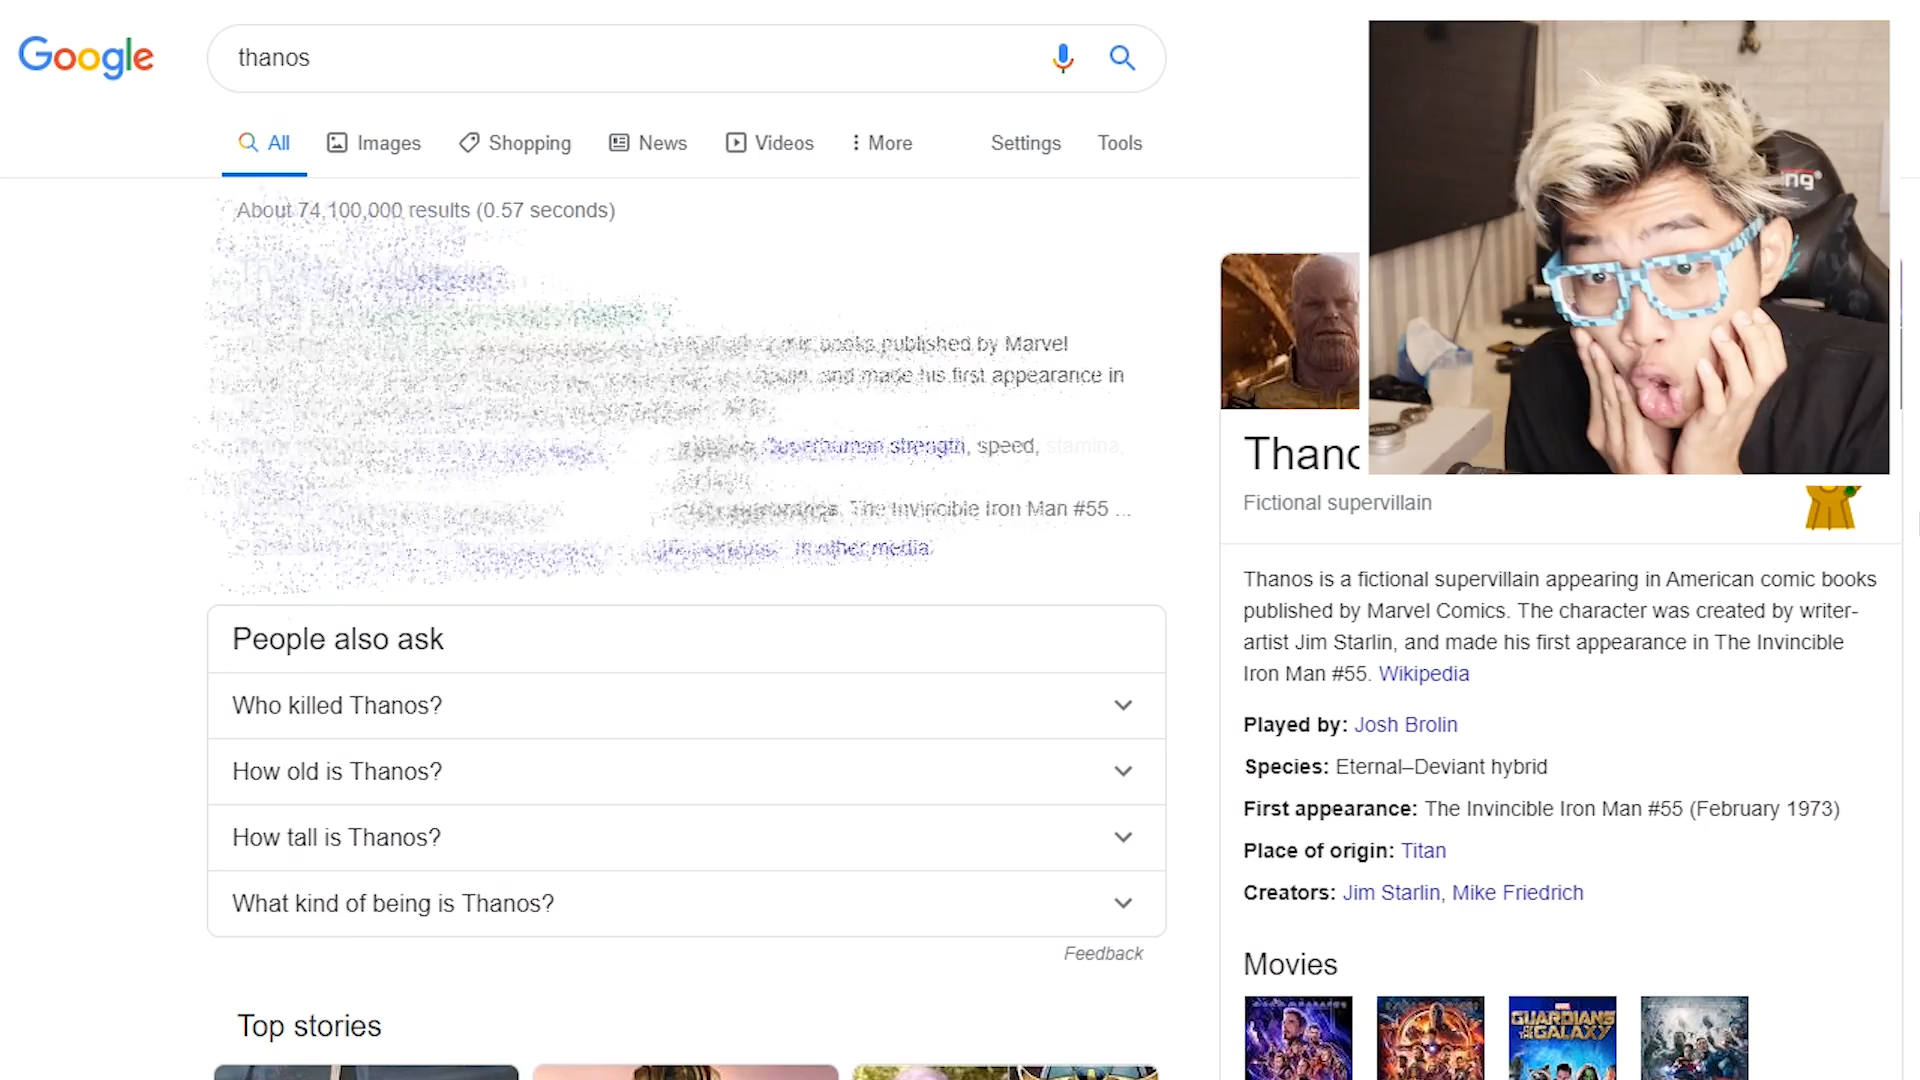 Google
thanos
All Images Shopping News Videos More Settings Tools
About 74,100,000 results (0.57 seconds)
books published by Marvel
and made his first appearance in
Superhuman strength, speed, stamina,
The Invincible Iron Man #55 ...
In other media
People also ask
Who killed Thanos?
How old is Thanos?
How tall is Thanos?
What kind of being is Thanos?
Feedback
Top stories
ng
Thano
Fictional supervillain
Thanos is a fictional supervillain appearing in American comic books
published by Marvel Comics. The character was created by writer-
artist Jim Starlin, and made his first appearance in The Invincible
Iron Man #55. Wikipedia
Played by: Josh Brolin
Species: Eternal–Deviant hybrid
First appearance: The Invincible Iron Man #55 (February 1973)
Place of origin: Titan
Creators: Jim Starlin, Mike Friedrich
Movies
GUARDIANS
OF THE GALAXY